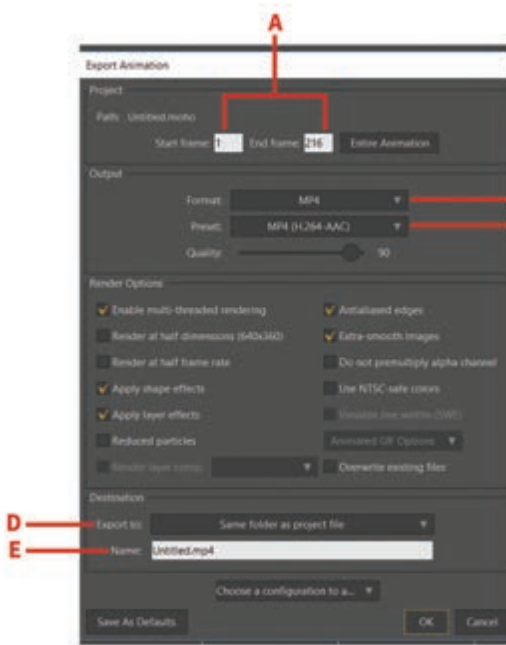 A
Export Animation
Project
Path: Untitled.moho
Start frame: 1 End frame: 216 Entire Animation
Output
Format: MP4
Preset: MP4 (H.264-AAC)
Quality: 90
Render Options
Enable multi-threaded rendering
Antialiased edges
Render at half dimensions (640x360)
Extra-smooth images
Render at half frame rate
Do not premultiply alpha channel
Apply shape effects
Use NTSC-safe colors
Apply layer effects
Variable line widths (SWF)
Reduced particles
Animated GIF Options
Render layer comp:
Overwrite existing files
Destination
D
Export to: Same folder as project file
E
Name: Untitled.mp4
Choose a configuration to a...
Save As Defaults
OK
Cancel